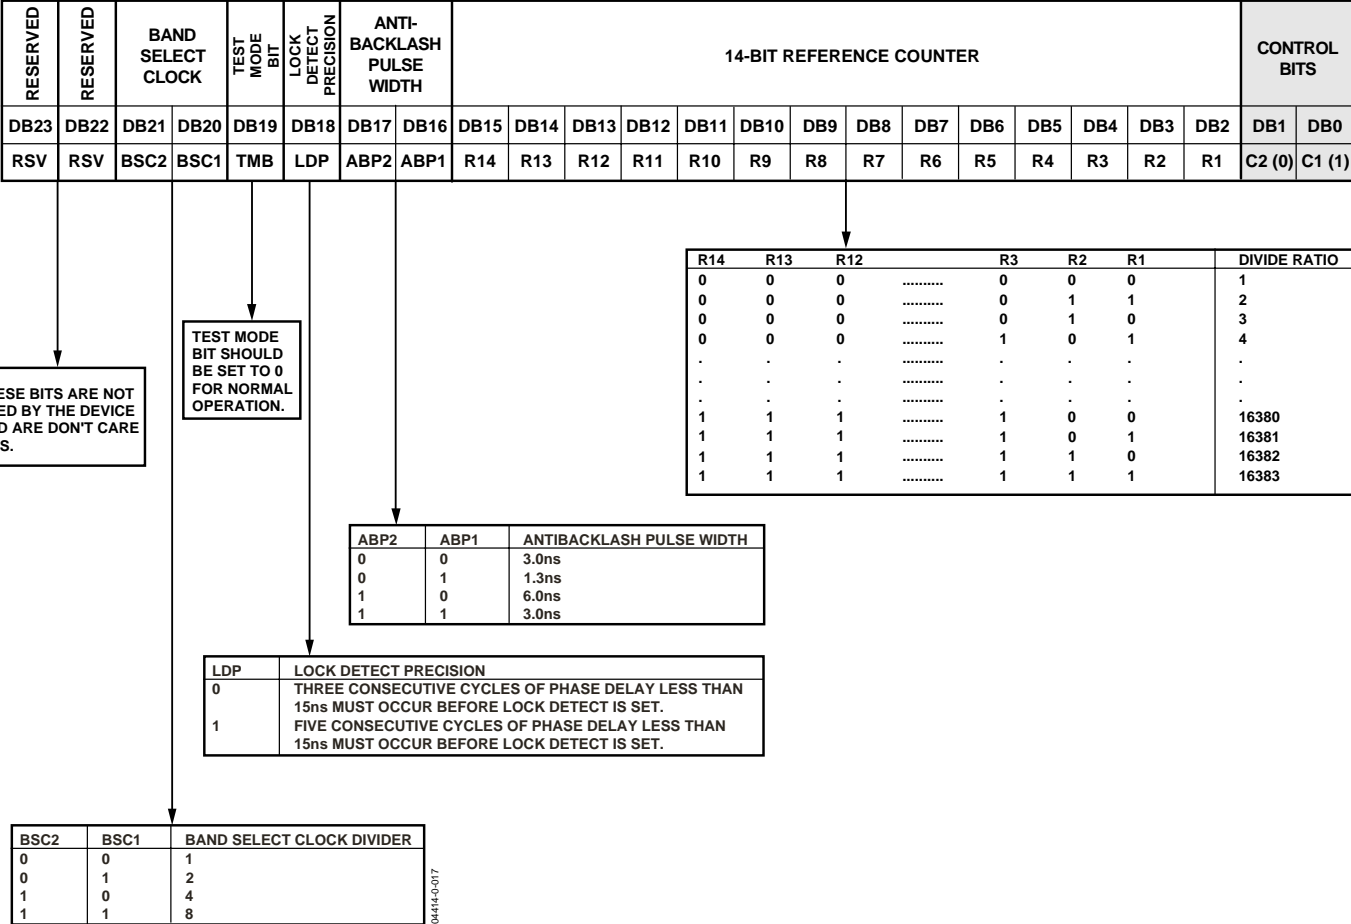 RESERVED
RESERVED
BAND
SELECT
CLOCK
TEST
MODE
BIT
LOCK
DETECT
PRECISION
ANTI-
BACKLASH
PULSE
WIDTH
14-BIT REFERENCE COUNTER
CONTROL
BITS
DB23 DB22 DB21 DB20 DB19 DB18 DB17 DB16 DB15 DB14 DB13 DB12 DB11 DB10 DB9 DB8 DB7 DB6 DB5 DB4 DB3 DB2 DB1 DB0
RSV RSV BSC2 BSC1 TMB LDP ABP2 ABP1 R14 R13 R12 R11 R10 R9 R8 R7 R6 R5 R4 R3 R2 R1 C2 (0) C1 (1)
R14 R13 R12 R3 R2 R1 DIVIDE RATIO
0 0 0 .......... 0 0 0 1
0 0 0 .......... 0 1 1 2
0 0 0 .......... 0 1 0 3
0 0 0 .......... 1 0 1 4
. . . .......... . . . .
. . . .......... . . . .
. . . .......... . . . .
1 1 1 .......... 1 0 0 16380
1 1 1 .......... 1 0 1 16381
1 1 1 .......... 1 1 0 16382
1 1 1 .......... 1 1 1 16383
TEST MODE
BIT SHOULD
BE SET TO 0
FOR NORMAL
OPERATION.
ESE BITS ARE NOT
ED BY THE DEVICE
D ARE DON'T CARE
S.
ABP2 ABP1 ANTIBACKLASH PULSE WIDTH
0 0 3.0ns
0 1 1.3ns
1 0 6.0ns
1 1 3.0ns
LDP LOCK DETECT PRECISION
0 THREE CONSECUTIVE CYCLES OF PHASE DELAY LESS THAN
15ns MUST OCCUR BEFORE LOCK DETECT IS SET.
1 FIVE CONSECUTIVE CYCLES OF PHASE DELAY LESS THAN
15ns MUST OCCUR BEFORE LOCK DETECT IS SET.
BSC2 BSC1 BAND SELECT CLOCK DIVIDER
0 0 1
0 1 2
1 0 4
1 1 8
04414-0-017